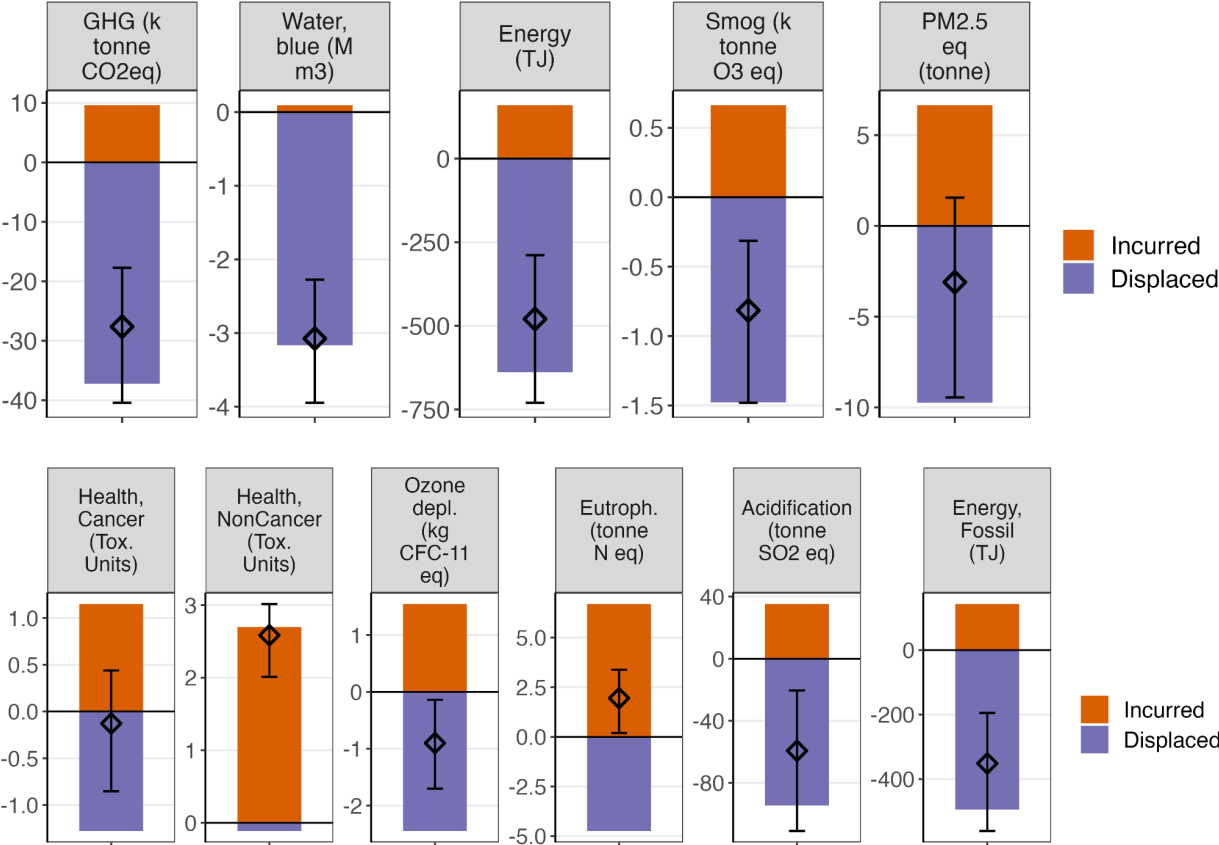 GHG (k
tonne
CO2eq)
Water,
blue (M
m3)
Energy
(TJ)
Smog (k
tonne
O3 eq)
PM2.5
eq
(tonne)
10
0
-10
-20
-30
-40
0
-1
-2
-3
-4
0
-250
-500
-750
0.5
0.0
-0.5
-1.0
-1.5
5
0
-5
-10
Incurred
Displaced
Health,
Cancer
(Tox.
Units)
Health,
NonCancer
(Tox.
Units)
Ozone
depl.
(kg
CFC-11
eq)
Eutroph.
(tonne
N eq)
Acidification
(tonne
SO2 eq)
Energy,
Fossil
(TJ)
1.0
0.5
0.0
-0.5
-1.0
3
2
1
0
1
0
-1
-2
5.0
2.5
0.0
-2.5
-5.0
40
0
-40
-80
0
-200
-400
Incurred
Displaced